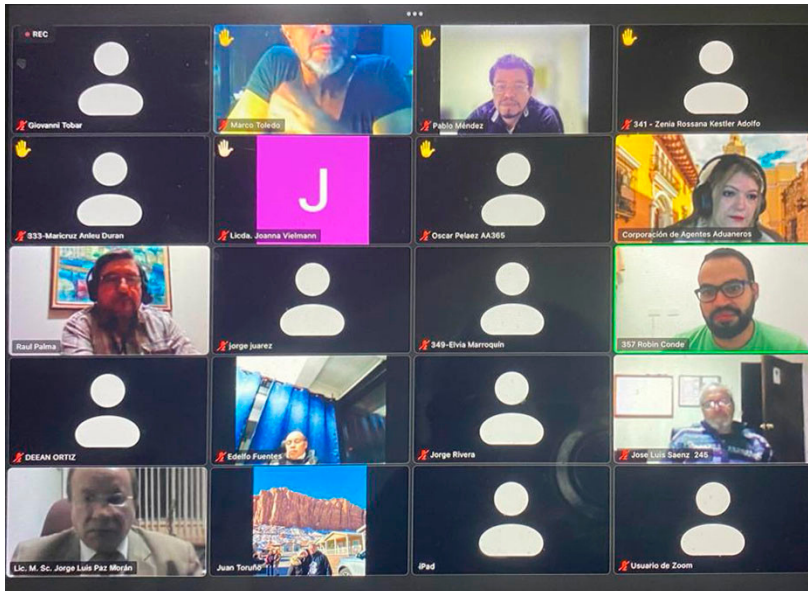 REC
Giovanni Tobar
Marco Toledo
Pablo Méndez
341 - Zenia Rossana Kestler Adolfo
333-Maricruz Anleu Duran
J
Licda. Joanna Vielmann
Oscar Pelaez AA365
Corporación de Agentes Aduaneros
Raul Palma
jorge juarez
349-Elvia Marroquín
357 Robin Conde
DEEAN ORTIZ
Edelfo Fuentes
Jorge Rivera
Jose Luis Saenz 245
Lic. M. Sc. Jorge Luis Paz Morán
Juan Toruño
iPad
Usuario de Zoom